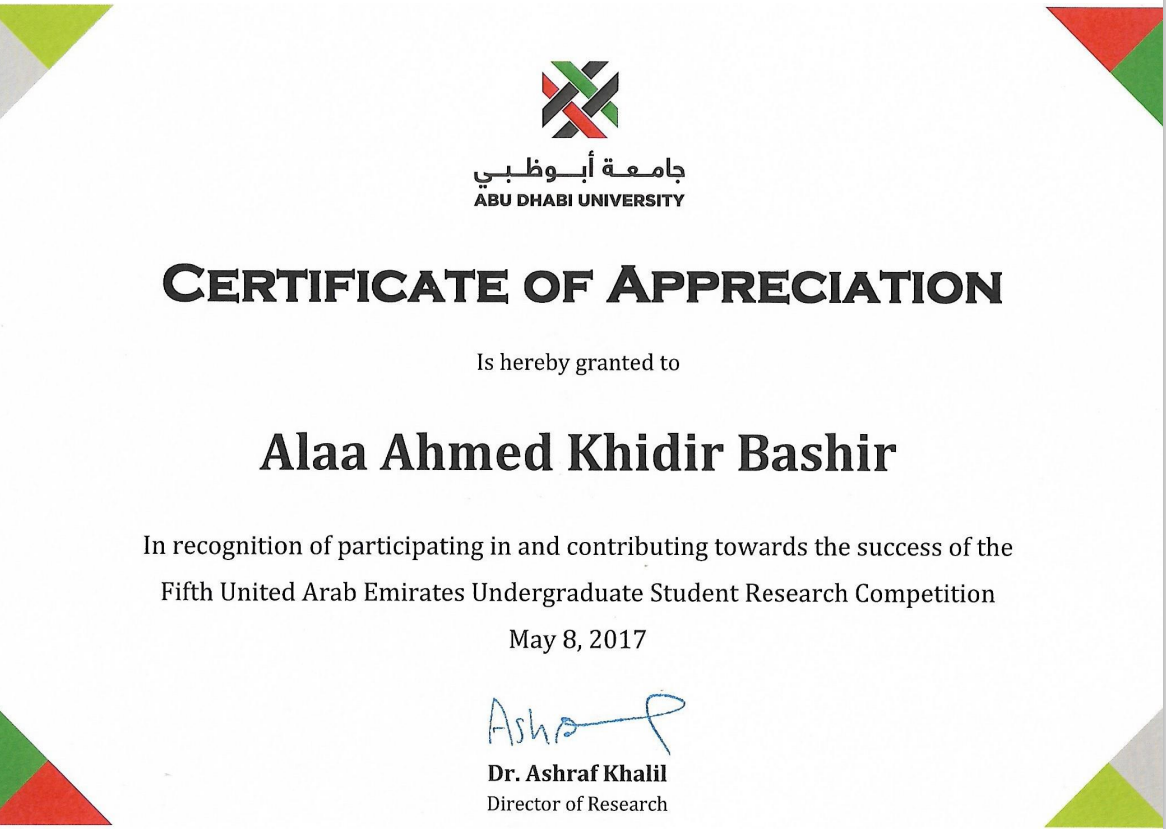 جامعة أبوظبي
ABU DHABI UNIVERSITY
CERTIFICATE OF APPRECIATION
Is hereby granted to
Alaa Ahmed Khidir Bashir
In recognition of participating in and contributing towards the success of the
Fifth United Arab Emirates Undergraduate Student Research Competition
May 8, 2017
Dr. Ashraf Khalil
Director of Research